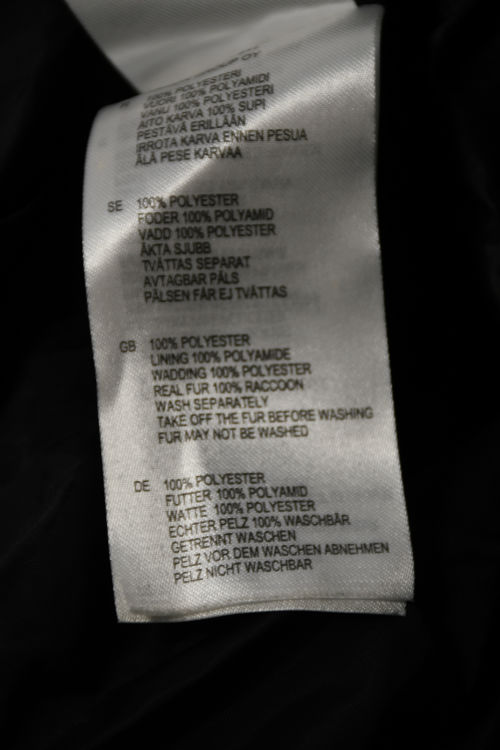 OY
100% POLYESTERI
VUORI 100% POLYAMIDI
VANU 100% POLYESTERI
AITO KARVA 100% SUPI
PESTÄVÄ ERILLÄÄN
IRROTA KARVA ENNEN PESUA
ÄLÄ PESE KARVAA
SE 100% POLYESTER
FODER 100% POLYAMID
VADD 100% POLYESTER
ÄKTA SJUBB
TVÄTTAS SEPARAT
AVTAGBAR PÄLS
PÄLSEN FÅR EJ TVÄTTAS
GB 100% POLYESTER
LINING 100% POLYAMIDE
WADDING 100% POLYESTER
REAL FUR 100% RACCOON
WASH SEPARATELY
TAKE OFF THE FUR BEFORE WASHING
FUR MAY NOT BE WASHED
DE 100% POLYESTER
FUTTER 100% POLYAMID
WATTE 100% POLYESTER
ECHTER PELZ 100% WASCHBÄR
GETRENNT WASCHEN
PELZ VOR DEM WASCHEN ABNEHMEN
PELZ NICHT WASCHBAR